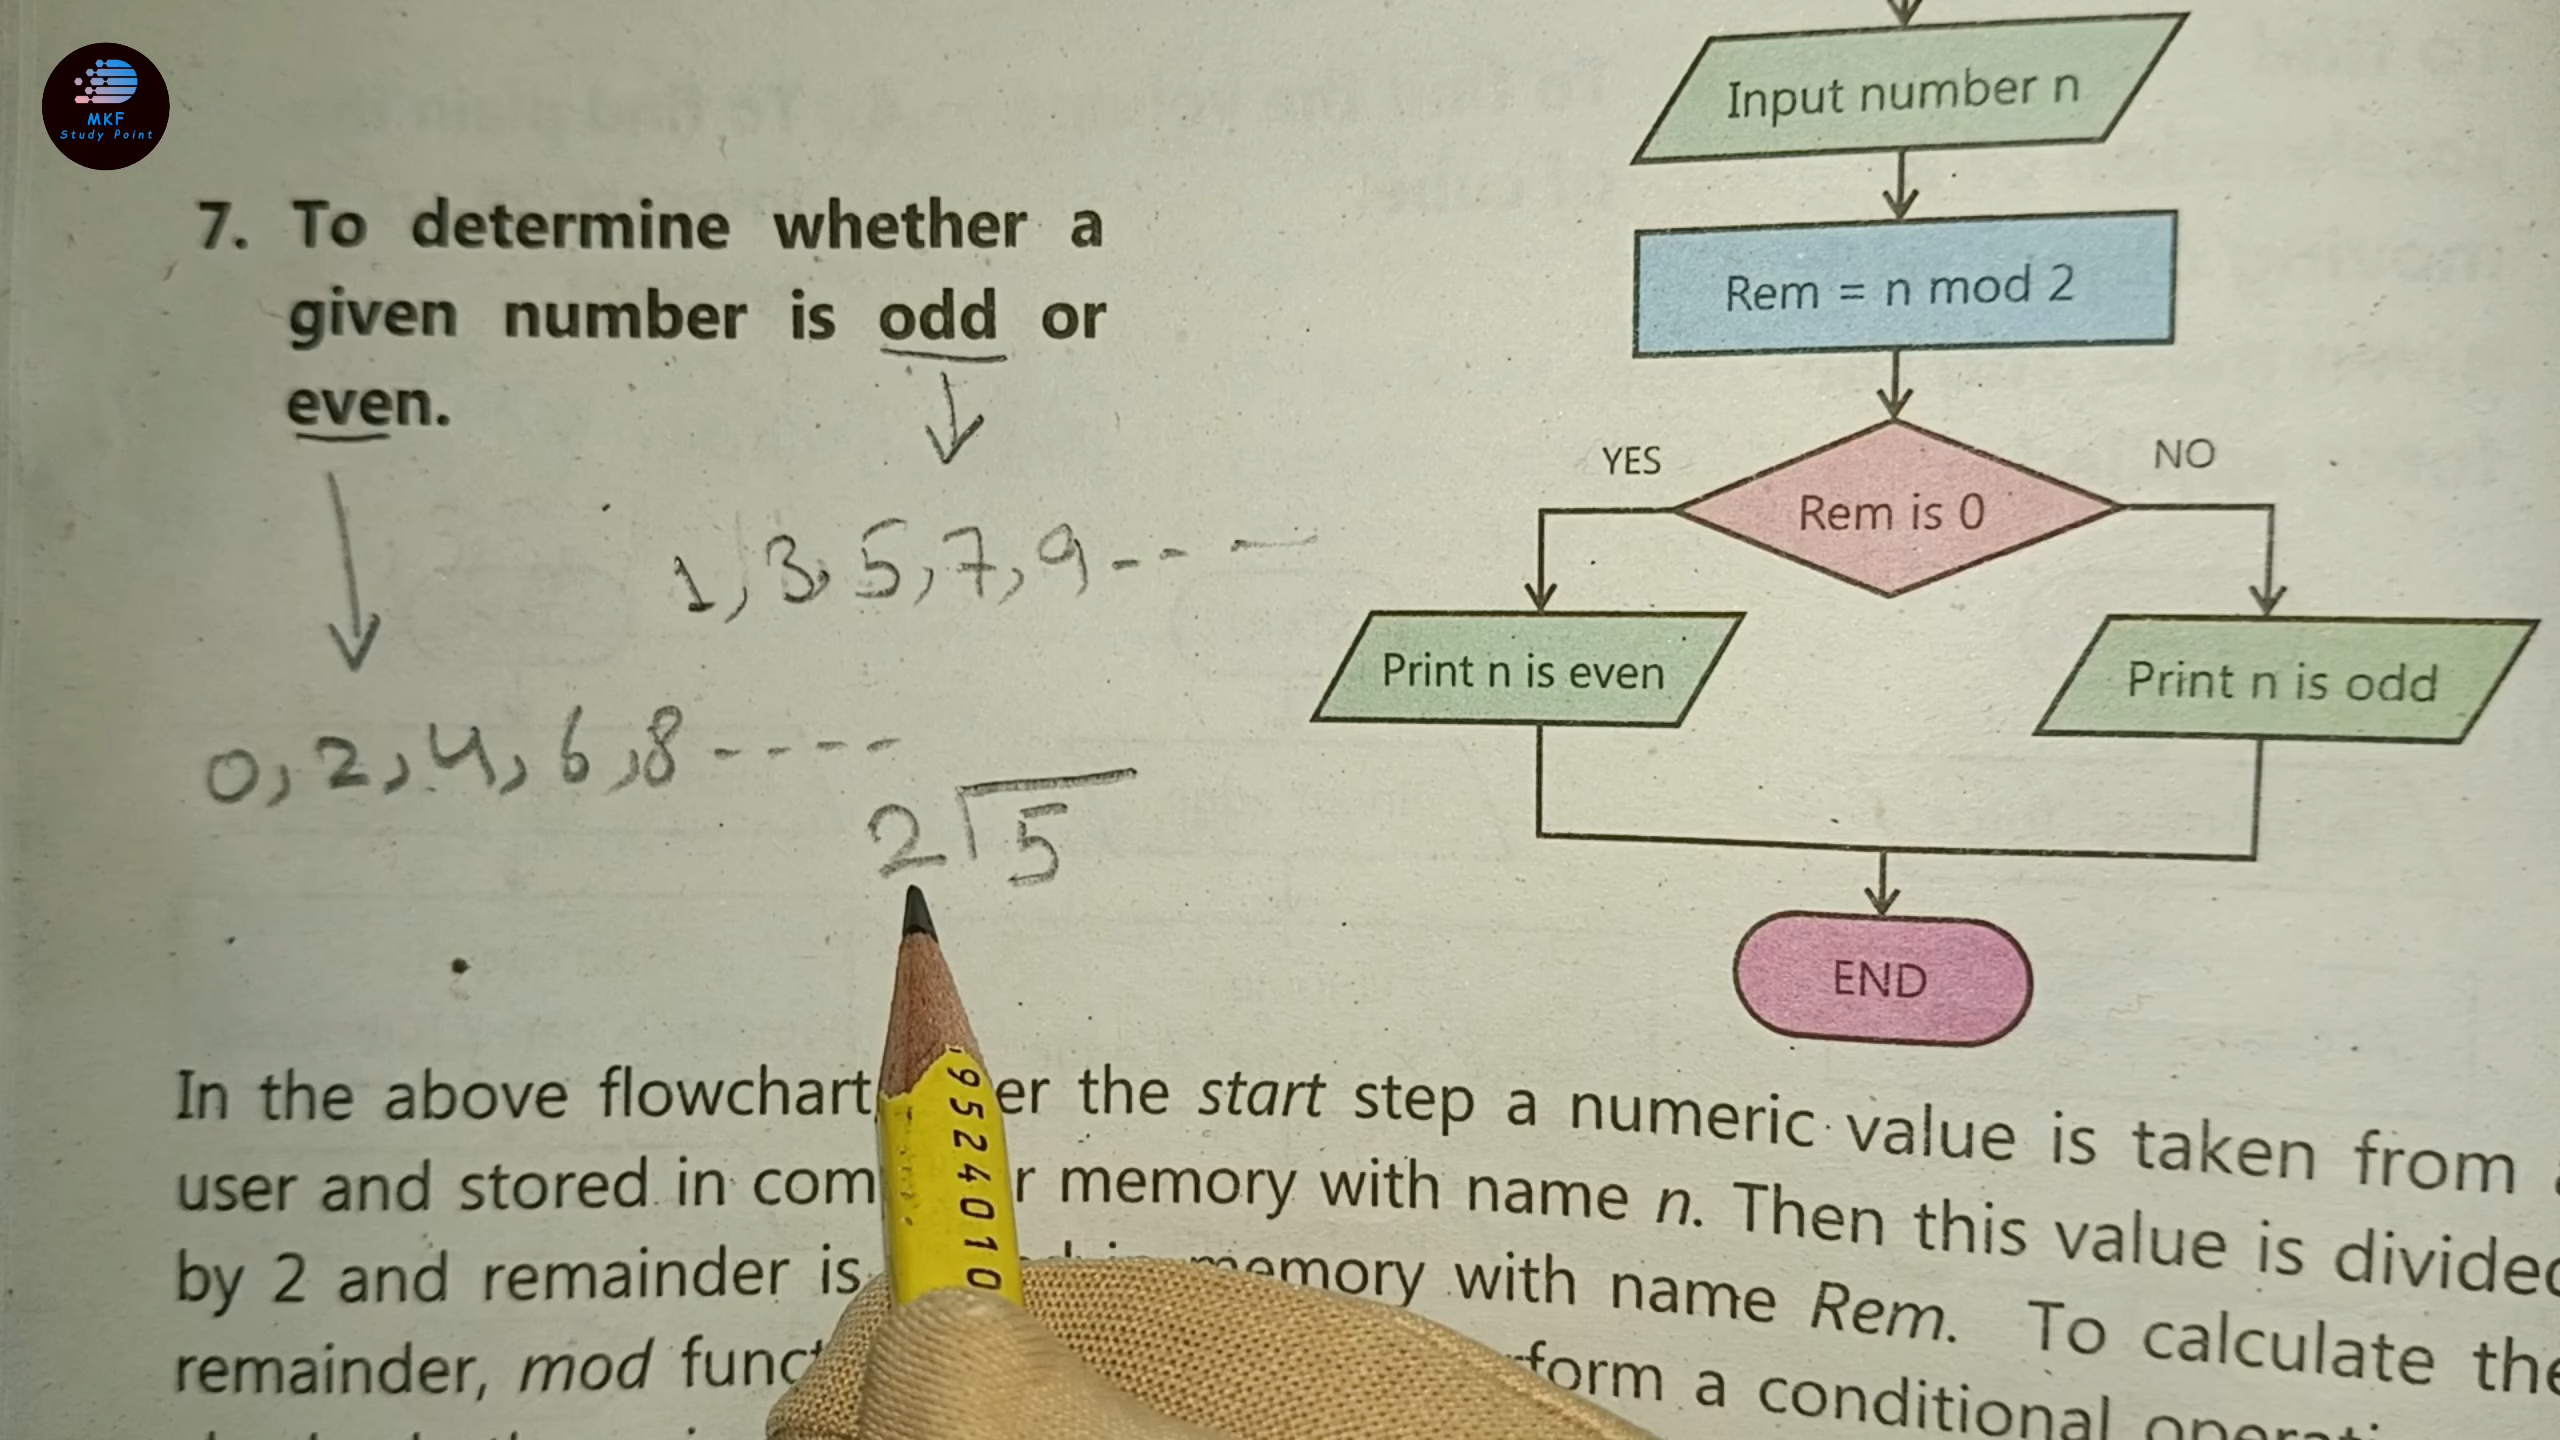 MKF
Study Point
7. To determine whether a
given number is odd or
even.
1, 3, 5, 7, 9 - - -
0, 2, 4, 6, 8 - - - -
2 5
Input number n
Rem = n mod 2
YES
NO
Rem is 0
Print n is even
Print n is odd
END
In the above flowchart er the start step a numeric value is taken from
user and stored in com r memory with name n. Then this value is divided
by 2 and remainder is memory with name Rem. To calculate the
remainder, mod funct form a conditional
9524010